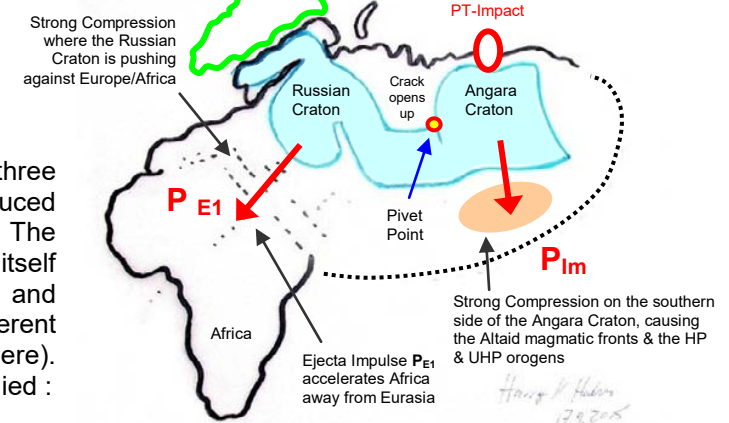 PT-Impact
Strong Compression
where the Russian
Craton is pushing
against Europe/Africa
Russian
Craton
Crack
opens
up
Angara
Craton
three
uced
The
itself
and
erent
ere).
ied :
P E1
Pivet
Point
PIm
Strong Compression on the southern
side of the Angara Craton, causing
the Altaid magmatic fronts & the HP
& UHP orogens
Africa
Ejecta Impulse PE1
accelerates Africa
away from Eurasia